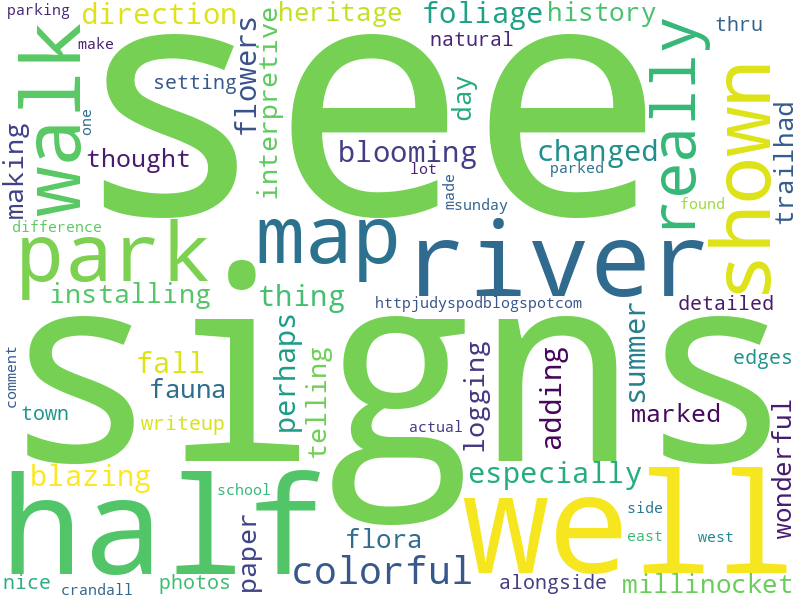 parking
direction
heritage
foliage
history
thru
make
see
walk
flowers
natural
really
setting
interpretive
day
shown
one
thought
blooming
changed
making
lot
parked
trailhad
made
sunday
found
difference
park
map
river
installing
thing
httpjudyspodblogspotcom
detailed
signs
comment
fall
perhaps
telling
logging
adding
summer
edges
fauna
town
writeup
actual
marked
wonderful
half
blazing
especially
well
school
side
paper
flora
east
west
colorful
nice
crandall
photos
alongside
millinocket